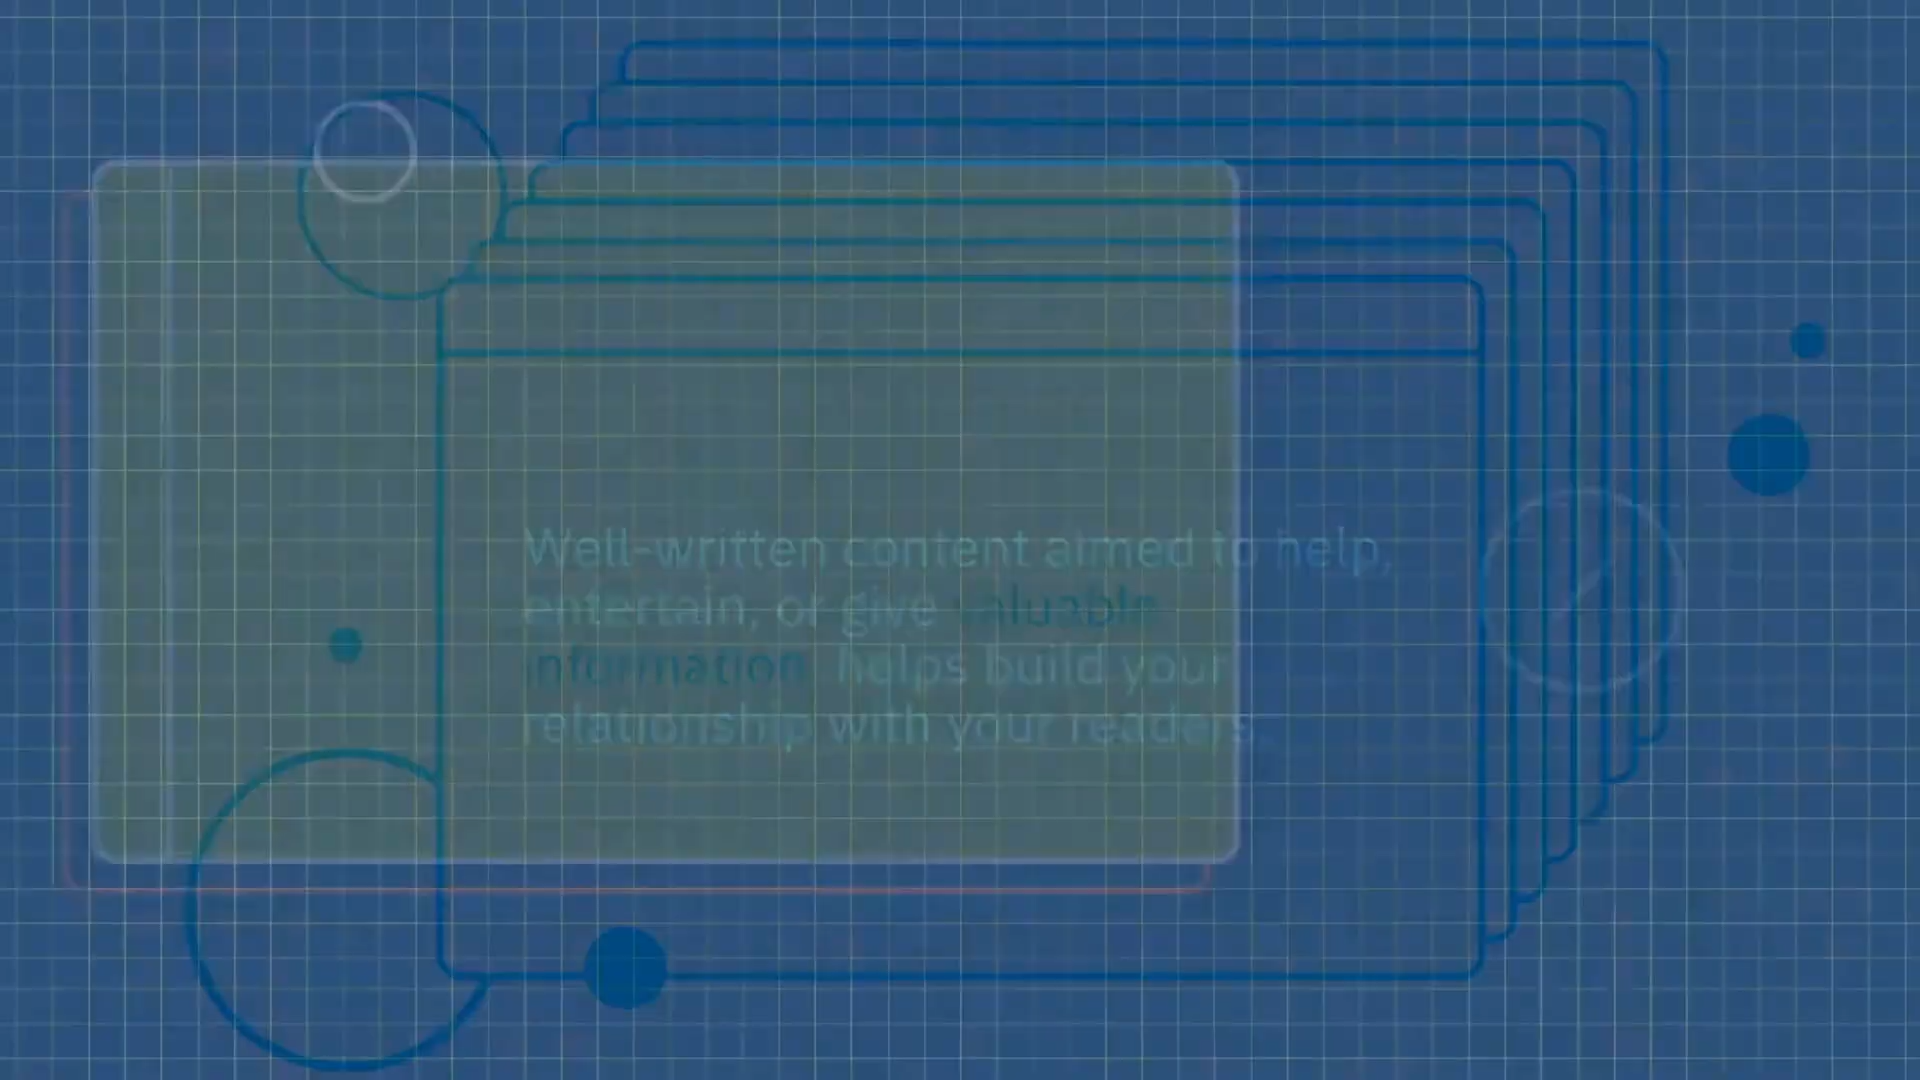 Well-written content aimed to help,
entertain, or give valuable
information helps build your
relationship with your readers.